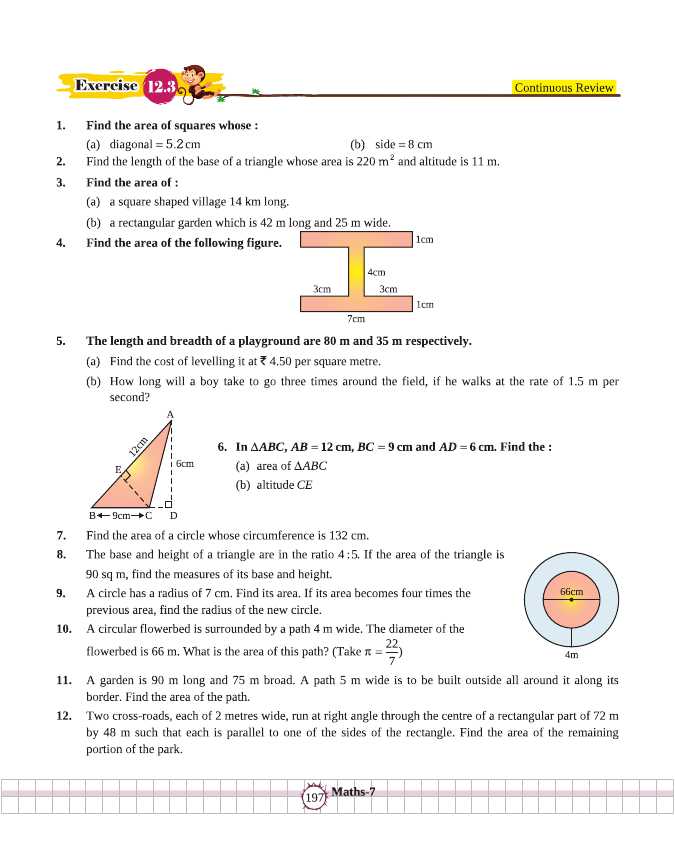 Exercise 12.3
Continuous Review
1. Find the area of squares whose :
(a) diagonal = 5.2 cm (b) side = 8 cm
2. Find the length of the base of a triangle whose area is 220 m² and altitude is 11 m.
3. Find the area of :
(a) a square shaped village 14 km long.
(b) a rectangular garden which is 42 m long and 25 m wide.
4. Find the area of the following figure.
1cm
4cm
3cm 3cm
1cm
7cm
5. The length and breadth of a playground are 80 m and 35 m respectively.
(a) Find the cost of levelling it at ₹ 4.50 per square metre.
(b) How long will a boy take to go three times around the field, if he walks at the rate of 1.5 m per
second?
A
12cm
6cm
E
B 9cm C D
6. In ΔABC, AB = 12 cm, BC = 9 cm and AD = 6 cm. Find the :
(a) area of ΔABC
(b) altitude CE
7. Find the area of a circle whose circumference is 132 cm.
8. The base and height of a triangle are in the ratio 4:5. If the area of the triangle is
90 sq m, find the measures of its base and height.
9. A circle has a radius of 7 cm. Find its area. If its area becomes four times the
previous area, find the radius of the new circle.
66cm
4m
10. A circular flowerbed is surrounded by a path 4 m wide. The diameter of the
flowerbed is 66 m. What is the area of this path? (Take π = 22/7)
11. A garden is 90 m long and 75 m broad. A path 5 m wide is to be built outside all around it along its
border. Find the area of the path.
12. Two cross-roads, each of 2 metres wide, run at right angle through the centre of a rectangular part of 72 m
by 48 m such that each is parallel to one of the sides of the rectangle. Find the area of the remaining
portion of the park.
197 Maths-7